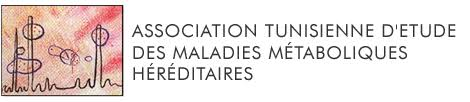 ASSOCIATION TUNISIENNE D'ETUDE
DES MALADIES MÉTABOLIQUES
HÉRÉDITAIRES